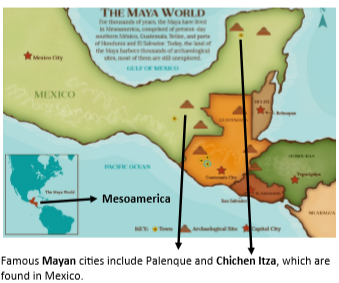 THE MAYA WORLD
For thousands of years, the Maya have lived
in Mesoamerica, comprised of present-day
southern México, Guatemala, Belize, and parts
of Honduras and El Salvador. Today, the land of
the Maya harbors thousands of archaeological
sites, most of them are still unexplored.
GULF OF MEXICO
Mexico City
MEXICO
BELIZE
Belmopan
GUATEMALA
HONDURAS
PACIFIC OCEAN
Guatemala City
Tegucigalpa
San Salvador
NICARAGUA
The Maya World
Mesoamerica
KEY: Town Archaeological Site Capital City
Famous Mayan cities include Palenque and Chichen Itza, which are
found in Mexico.